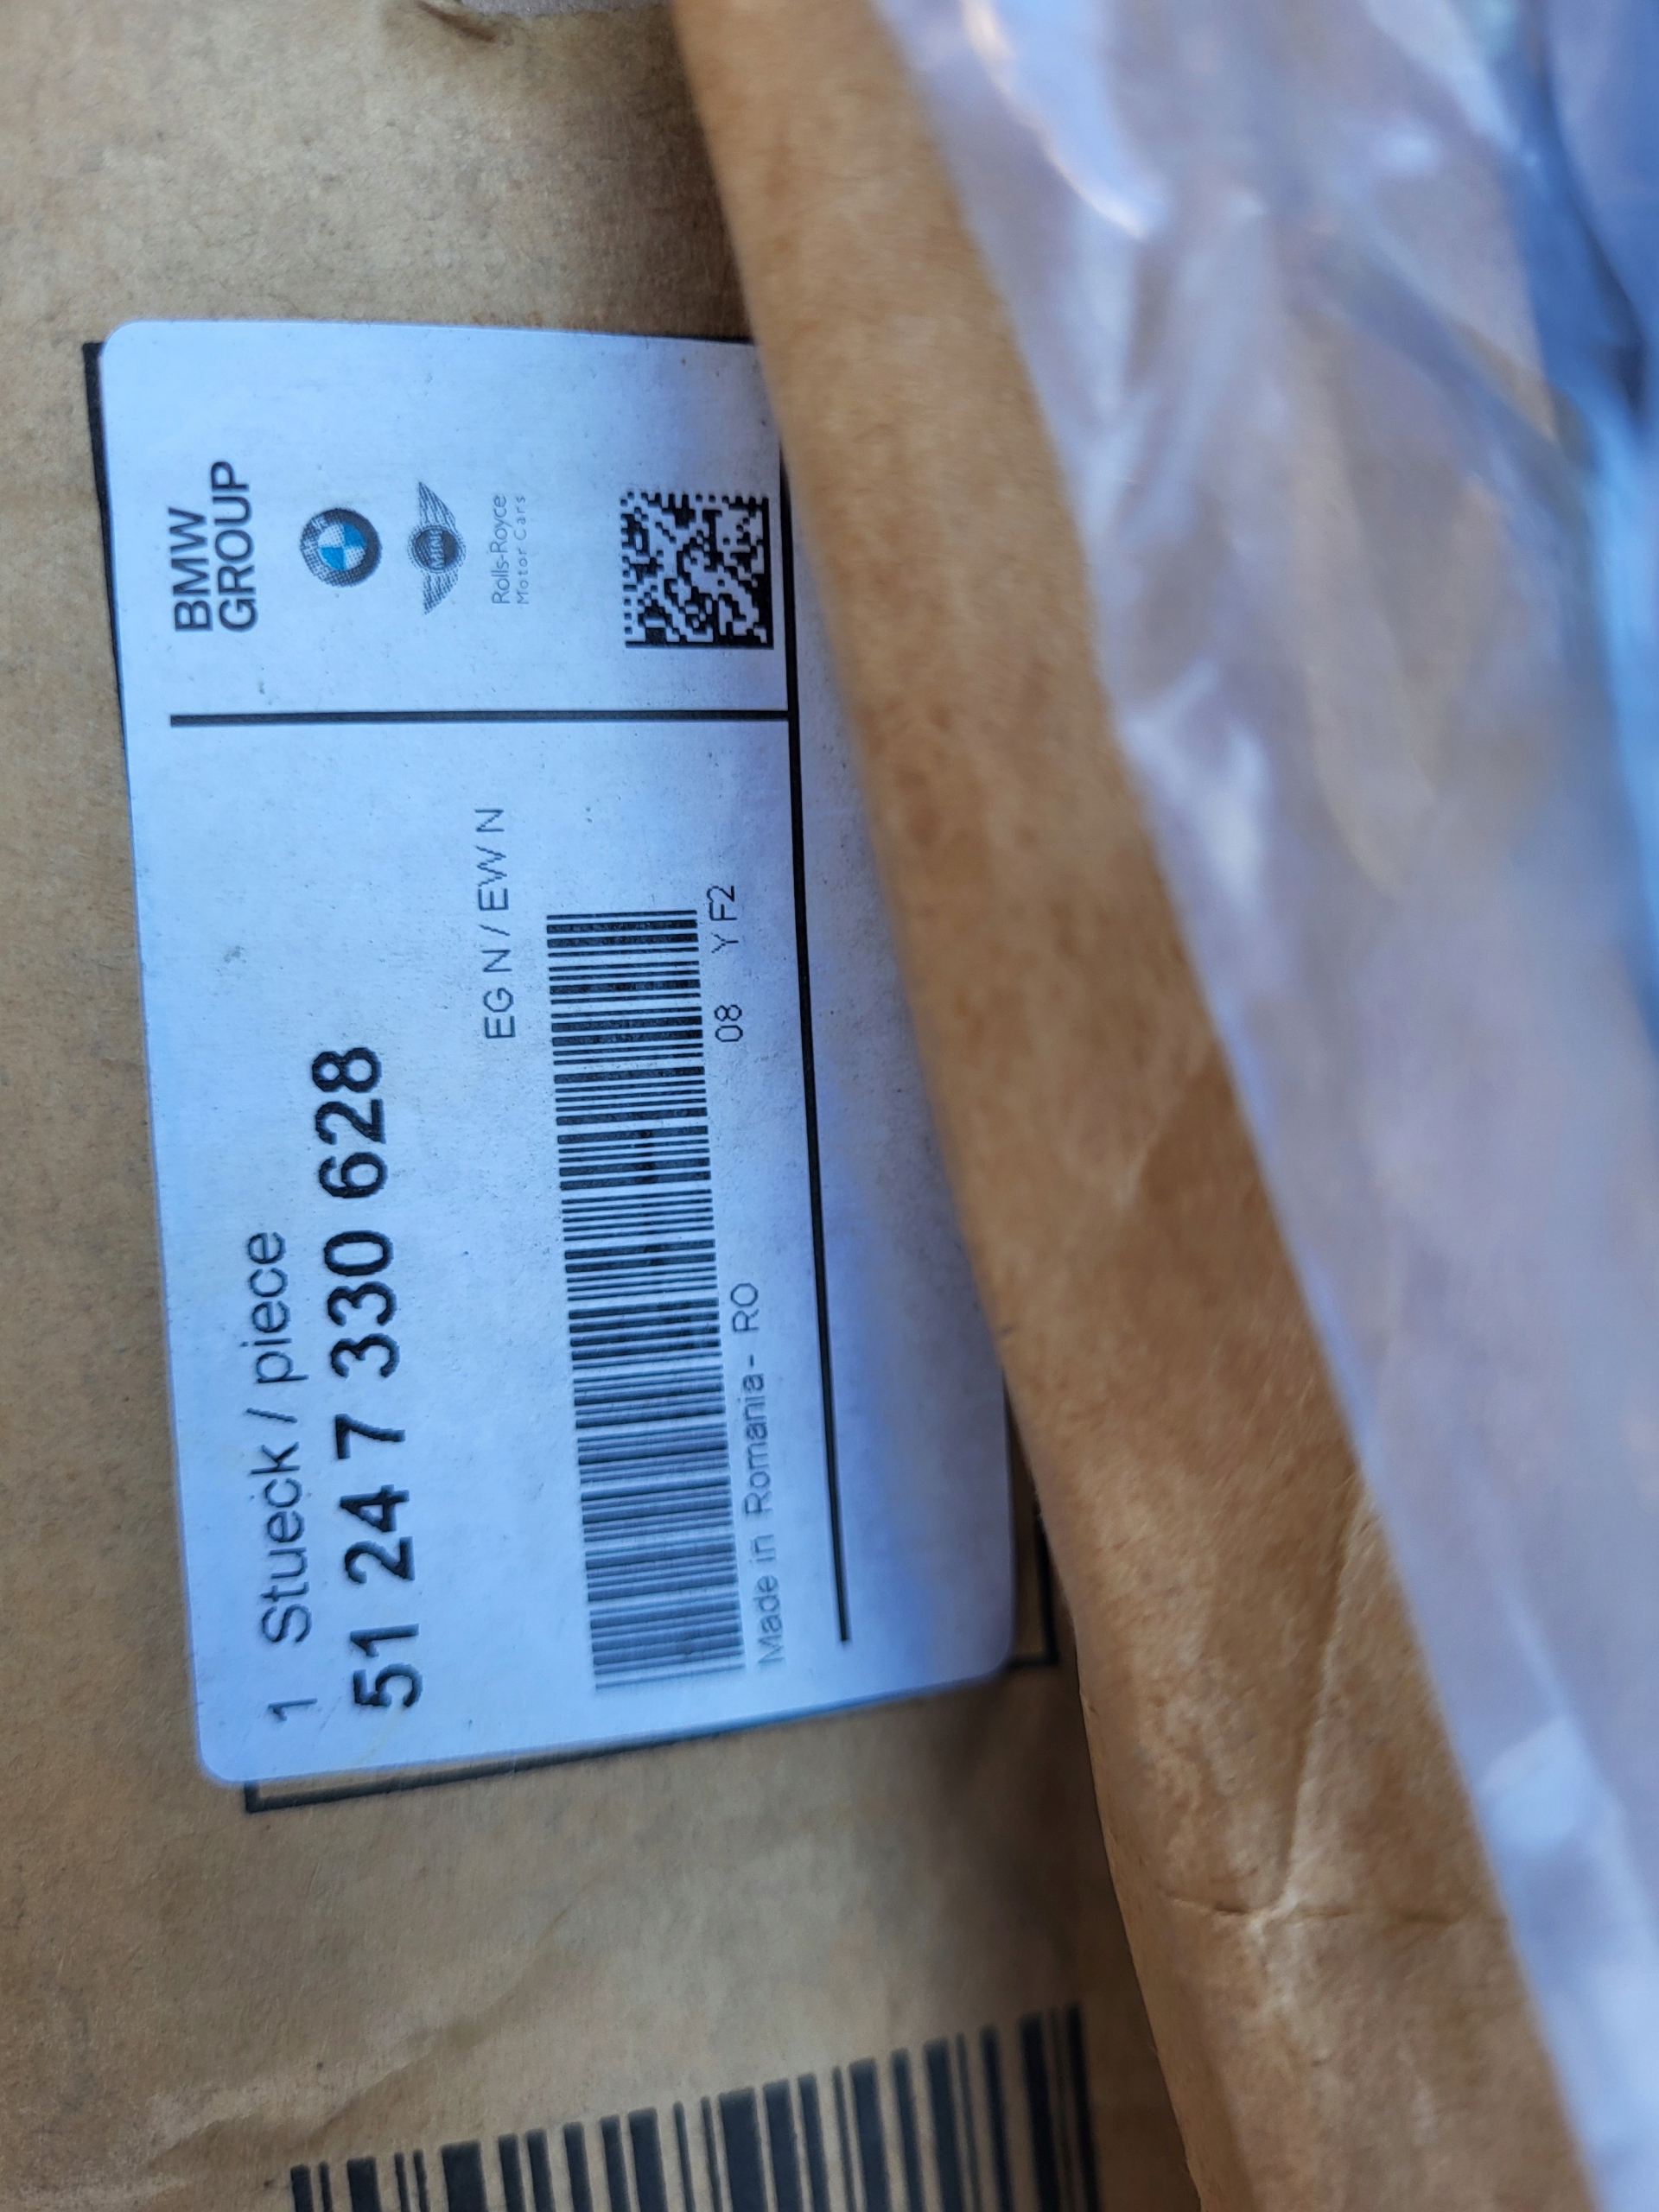 1 Stueck / piece
51 24 7 330 628
EG N / EW N
Made in Romania - RO
08 Y F2
BMW
GROUP
MINI
Rolls-Royce
Motor Cars